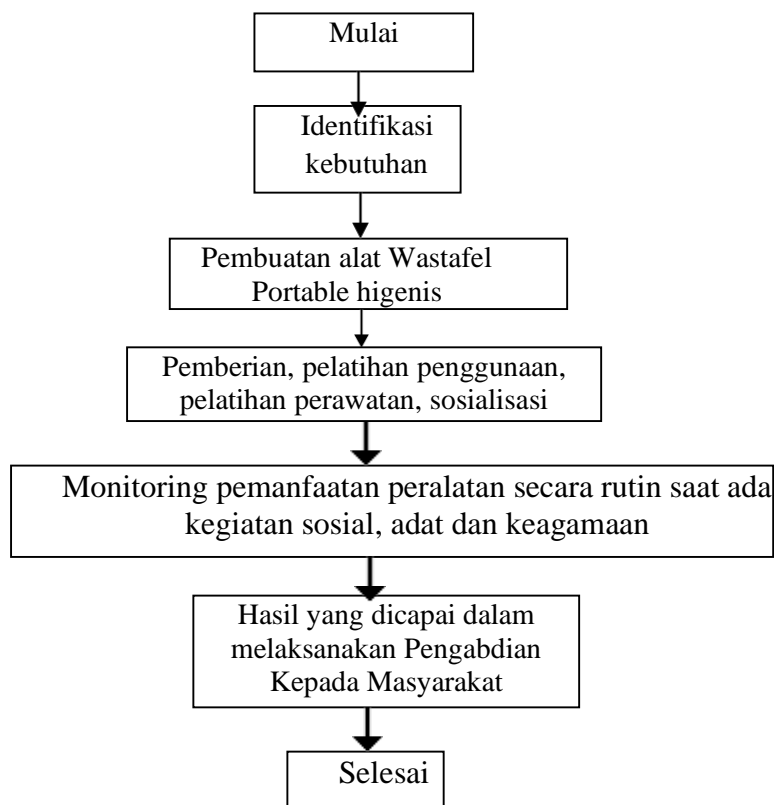 Mulai
Identifikasi
kebutuhan
Pembuatan alat Wastafel
Portable higenis
Pemberian, pelatihan penggunaan,
pelatihan perawatan, sosialisasi
Monitoring pemanfaatan peralatan secara rutin saat ada
kegiatan sosial, adat dan keagamaan
Hasil yang dicapai dalam
melaksanakan Pengabdian
Kepada Masyarakat
Selesai